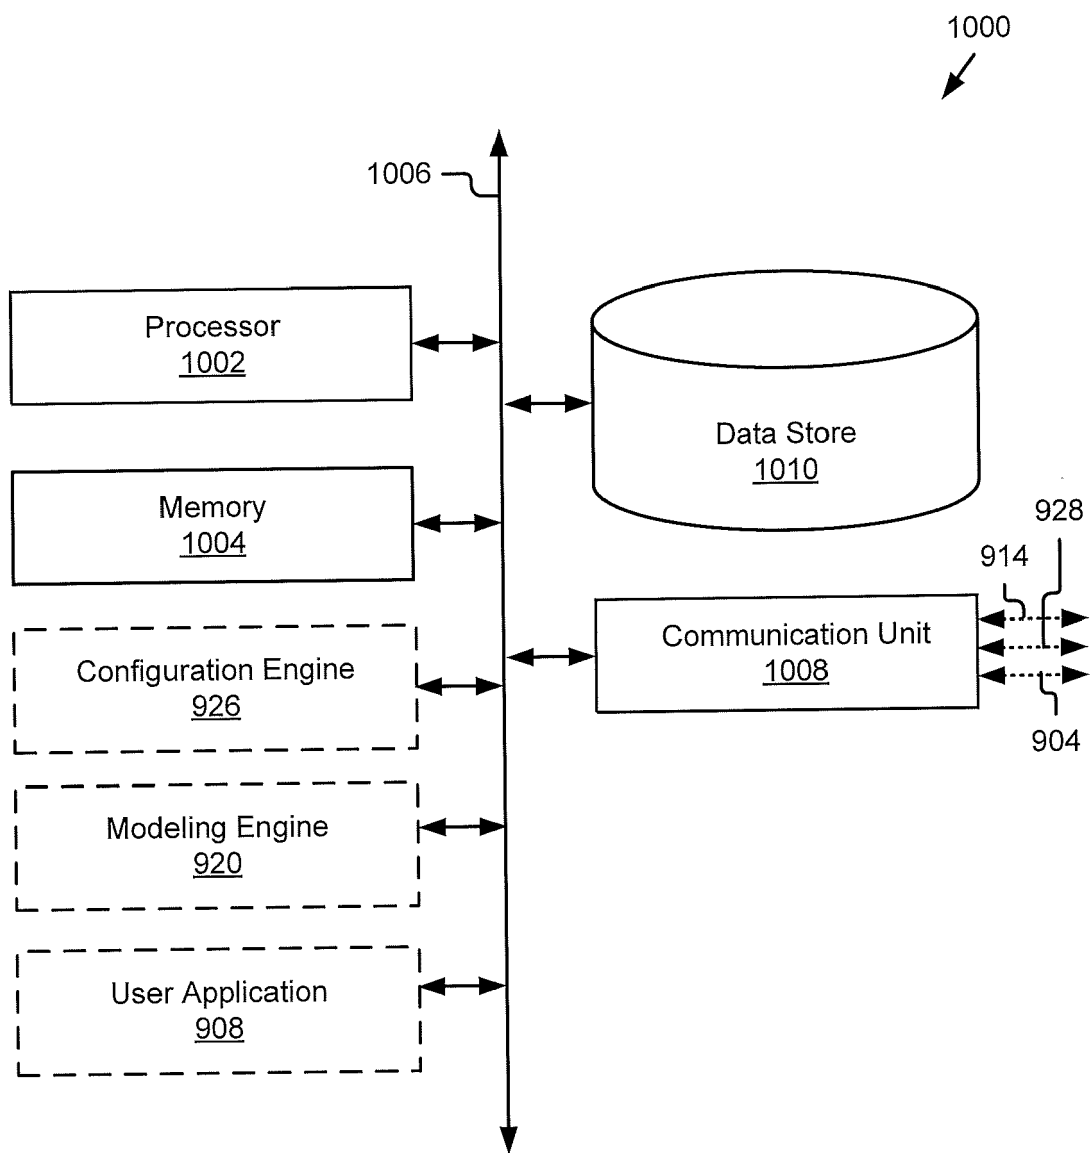 1000
1006
Processor
1002
Data Store
1010
Memory
1004
928
914
Communication Unit
1008
904
Configuration Engine
926
Modeling Engine
920
User Application
908